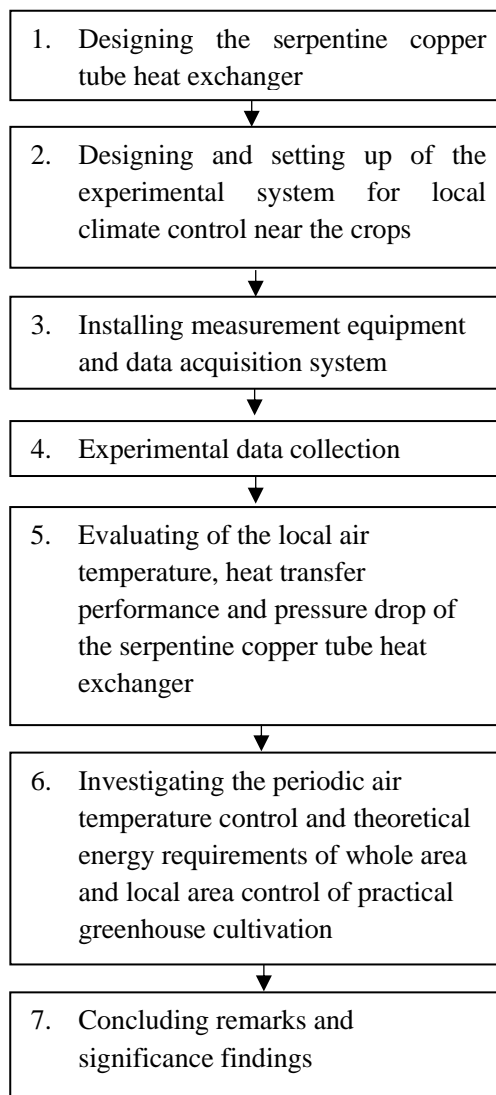 1. Designing the serpentine copper
tube heat exchanger
2. Designing and setting up of the
experimental system for local
climate control near the crops
3. Installing measurement equipment
and data acquisition system
4. Experimental data collection
5. Evaluating of the local air
temperature, heat transfer
performance and pressure drop of
the serpentine copper tube heat
exchanger
6. Investigating the periodic air
temperature control and theoretical
energy requirements of whole area
and local area control of practical
greenhouse cultivation
7. Concluding remarks and
significance findings